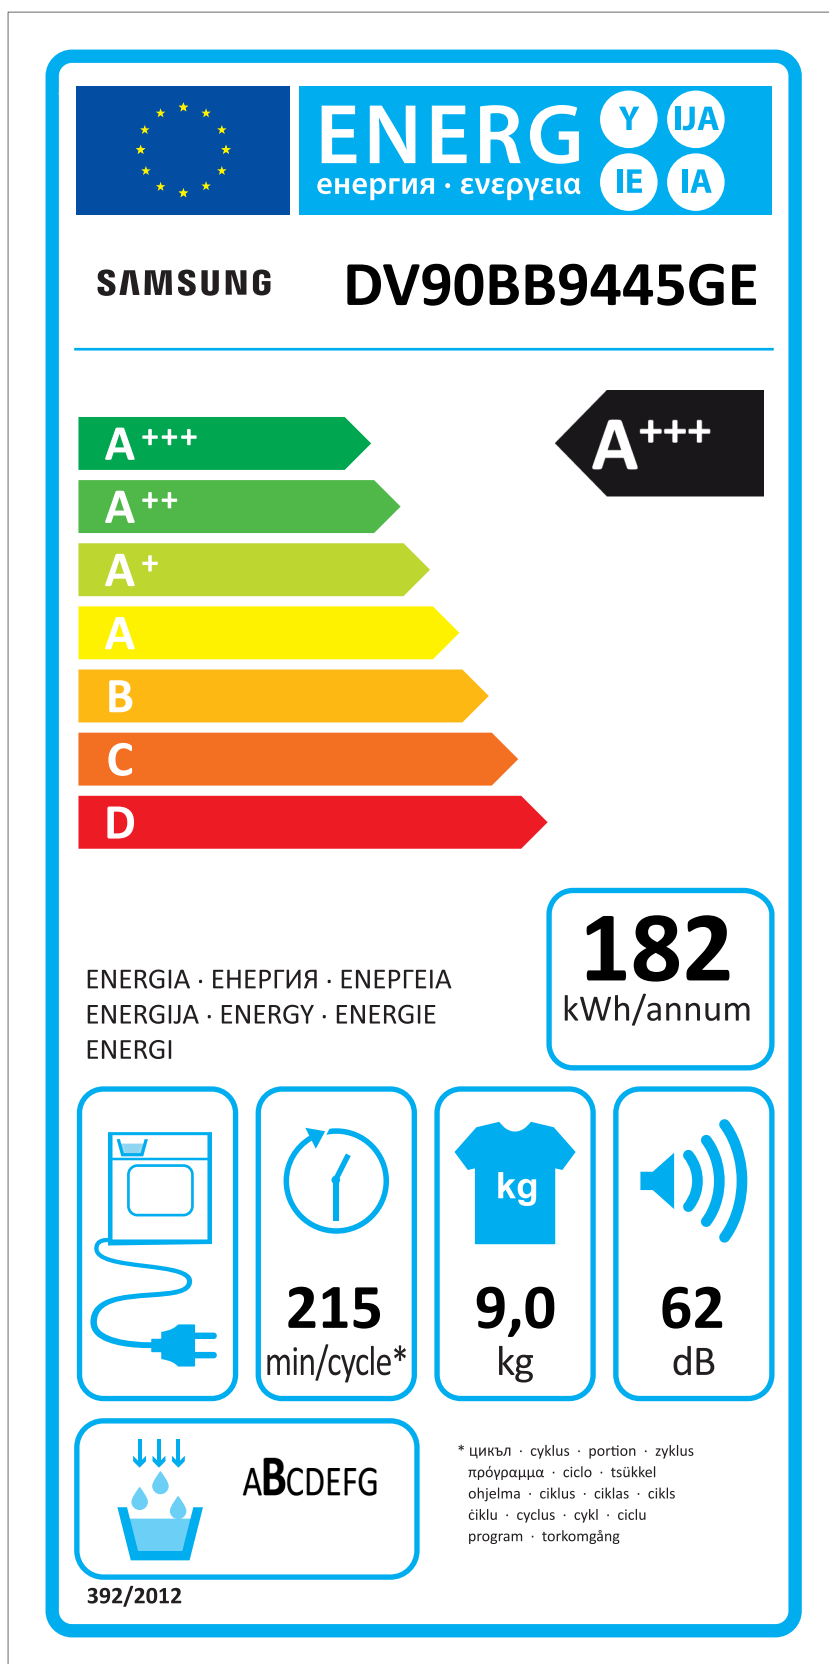 ENERG
енергия · ενεργεια
Y
IJA
IE
IA
SAMSUNG
DV90BB9445GE
A+++
A+++
A++
A+
A
B
C
D
182
kWh/annum
ENERGIA · ЕНЕРГИЯ · ΕΝΕΡΓΕΙΑ
ENERGIJA · ENERGY · ENERGIE
ENERGI
kg
215
min/cycle*
9,0
kg
62
dB
ABCDEFG
* цикъл · cyklus · portion · zyklus
πρόγραμμα · ciclo · tsükkel
ohjelma · ciklus · ciklas · cikls
ċiklu · cyclus · cykl · ciclu
program · torkomgång
392/2012